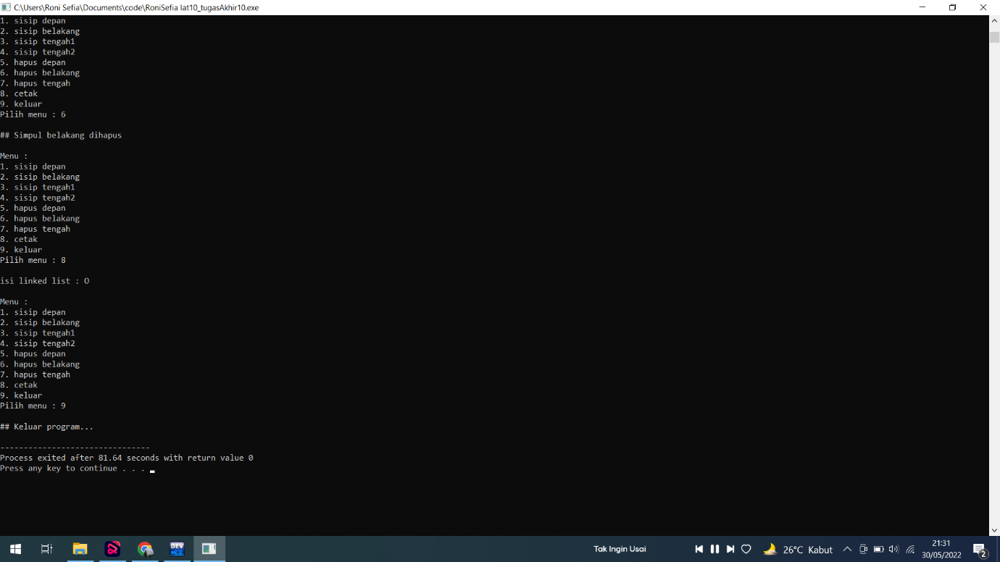 C:\Users\Roni Sefia\Documents\code\RoniSefia lat10_tugasAkhir10.exe
1. sisip depan
2. sisip belakang
3. sisip tengah1
4. sisip tengah2
5. hapus depan
6. hapus belakang
7. hapus tengah
8. cetak
9. keluar
Pilih menu : 6
## Simpul belakang dihapus
Menu :
1. sisip depan
2. sisip belakang
3. sisip tengah1
4. sisip tengah2
5. hapus depan
6. hapus belakang
7. hapus tengah
8. cetak
9. keluar
Pilih menu : 8
isi linked list : O
Menu :
1. sisip depan
2. sisip belakang
3. sisip tengah1
4. sisip tengah2
5. hapus depan
6. hapus belakang
7. hapus tengah
8. cetak
9. keluar
Pilih menu : 9
## Keluar program...
--------------------------------
Process exited after 81.64 seconds with return value 0
Press any key to continue . . .
DEV
Tak Ingin Usai
26°C Kabut
21:31
30/05/2022
2